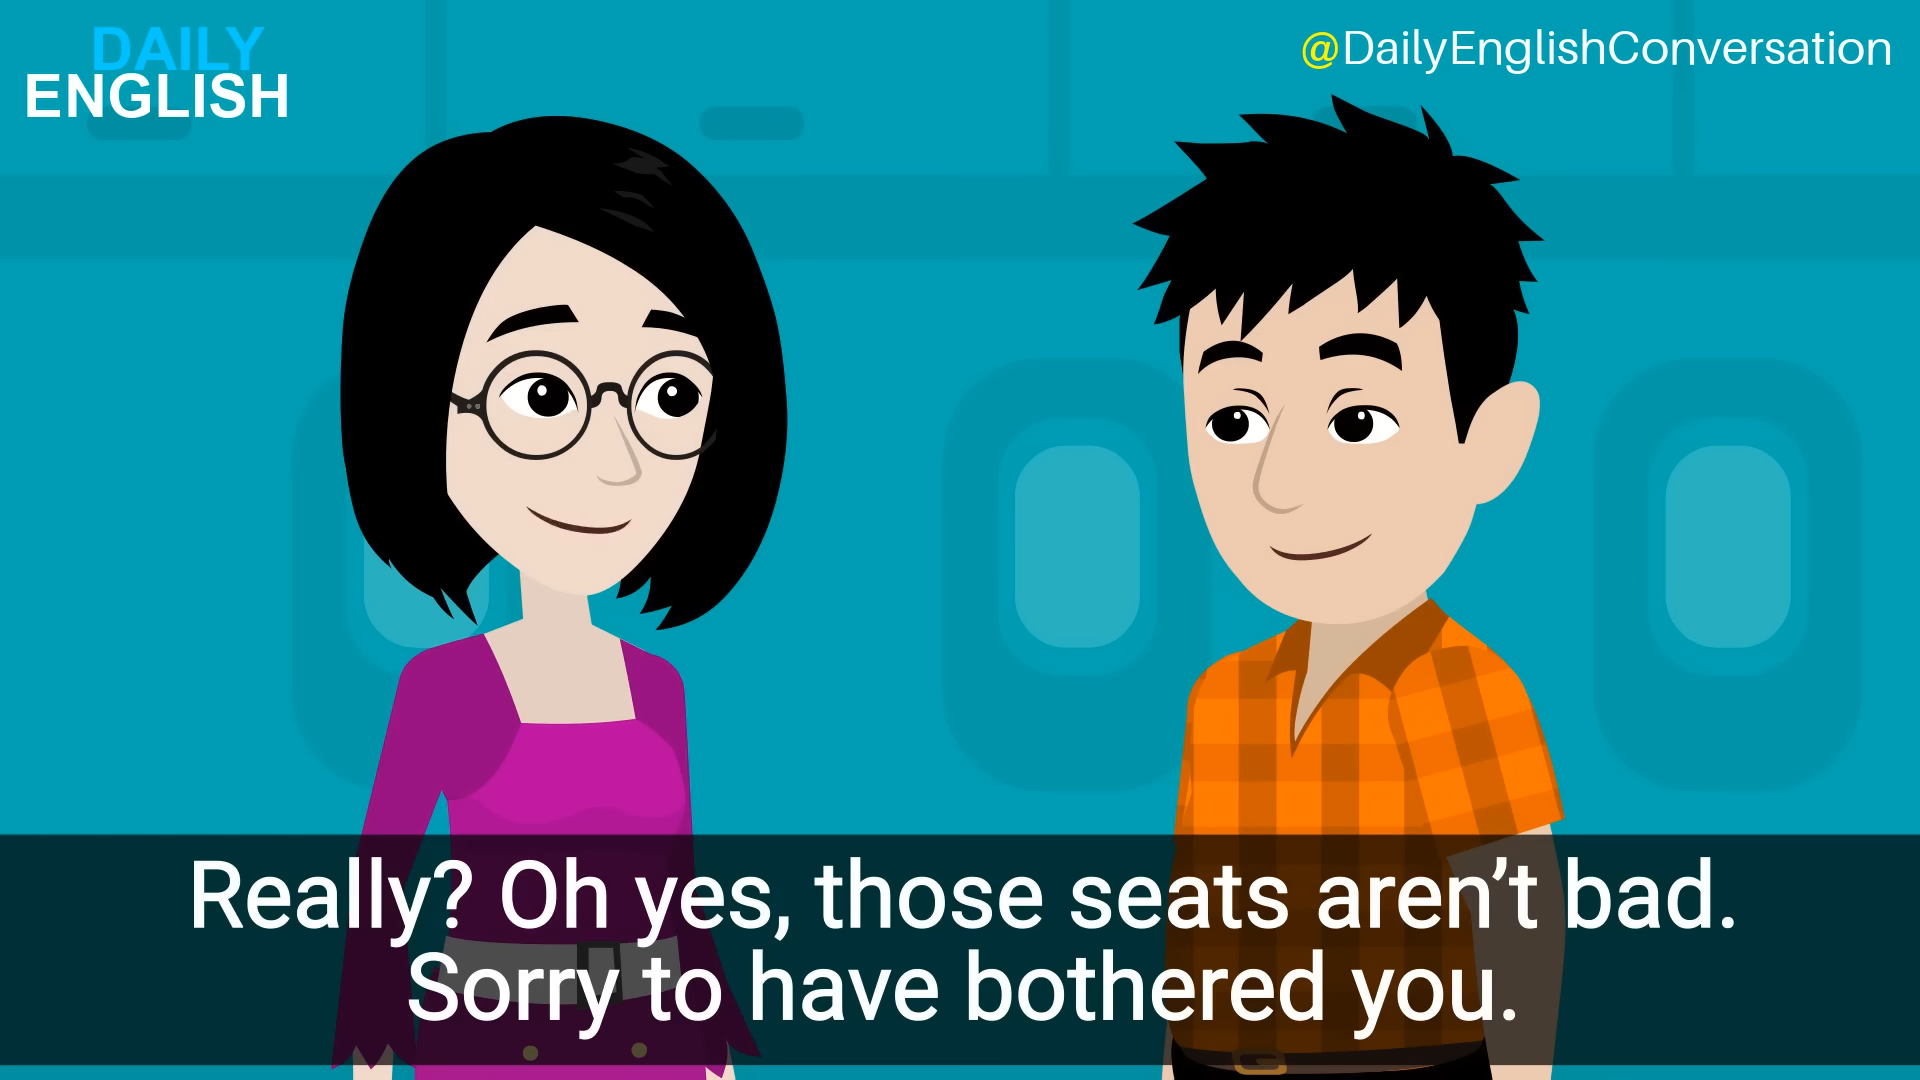 DAILY
ENGLISH
@DailyEnglishConversation
Really? Oh yes, those seats aren’t bad.
Sorry to have bothered you.